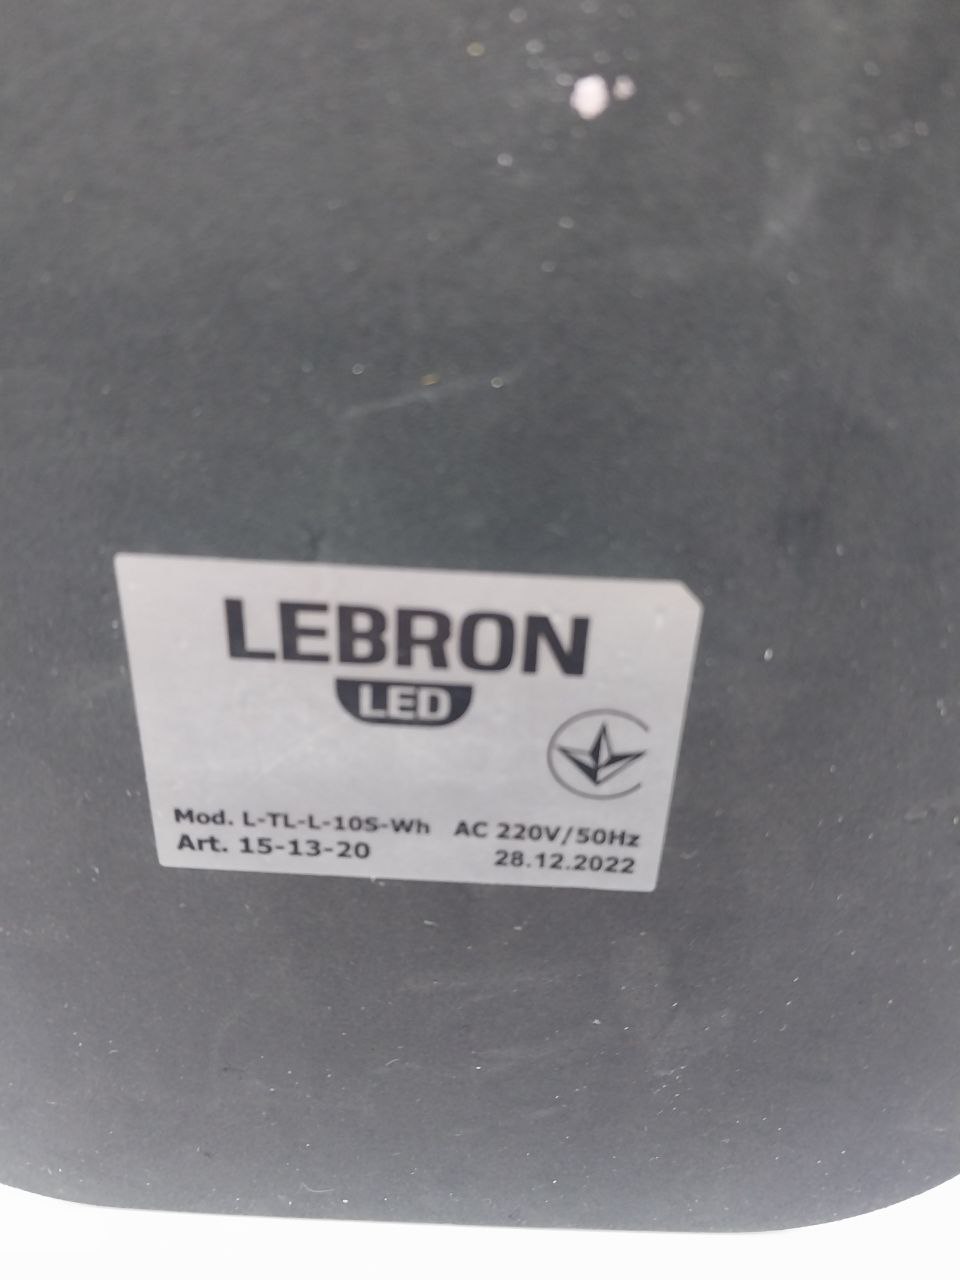 LEBRON
LED
Mod. L-TL-L-10S-Wh AC 220V/50Hz
Art. 15-13-20 28.12.2022